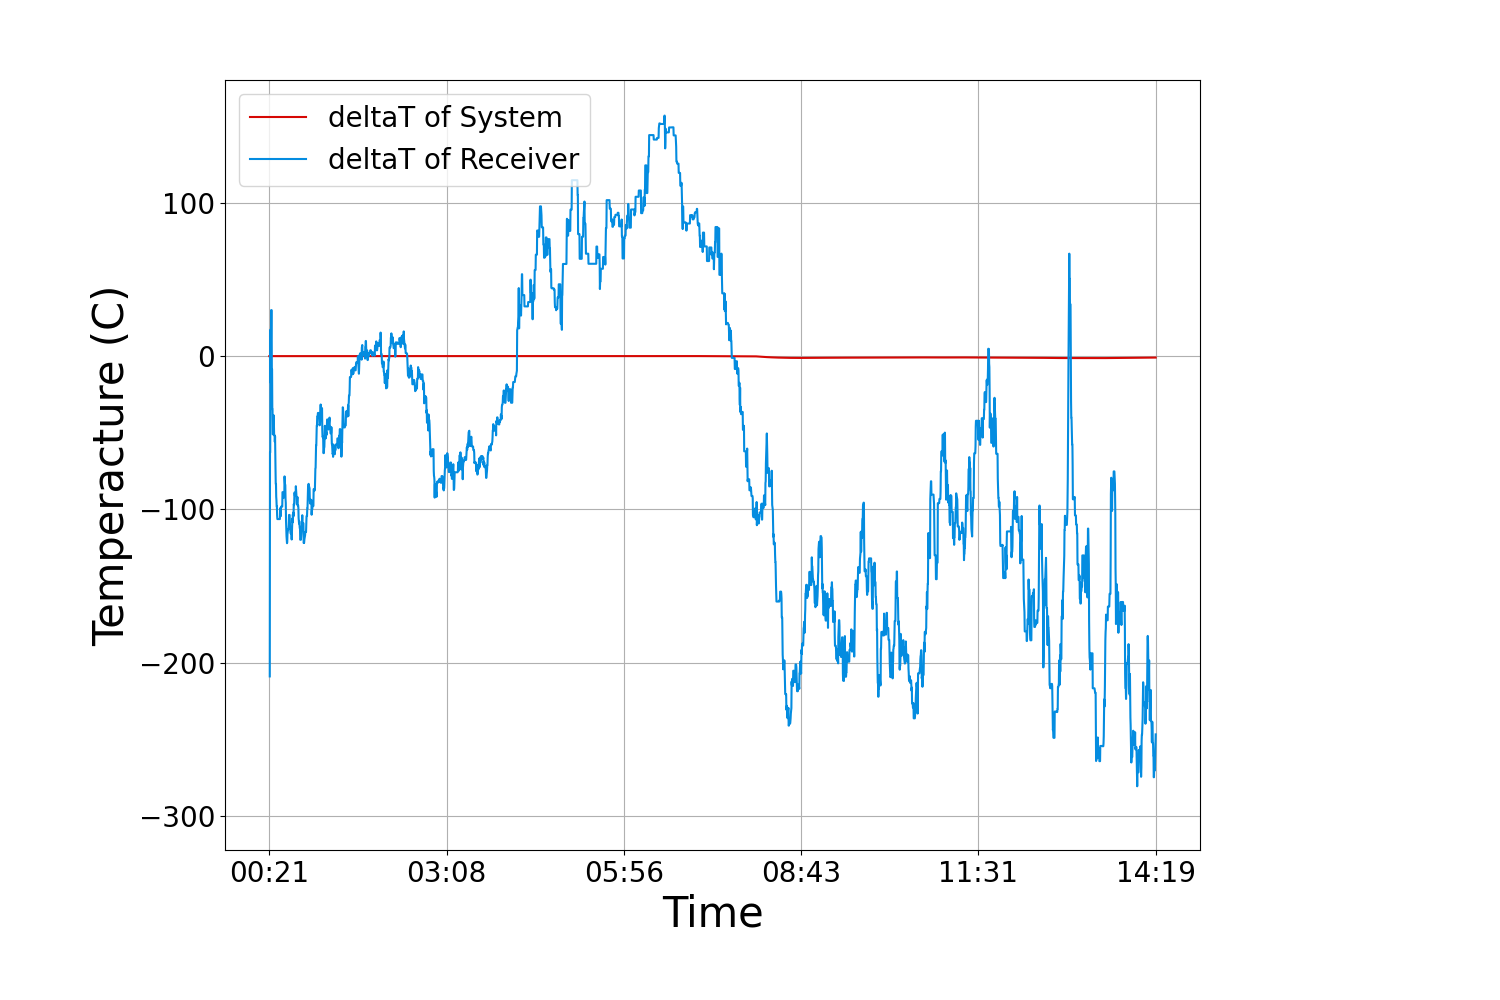 deltaT of System
deltaT of Receiver
100
0
−100
−200
−300
Temperacture (C)
00:21 03:08 05:56 08:43 11:31 14:19
Time